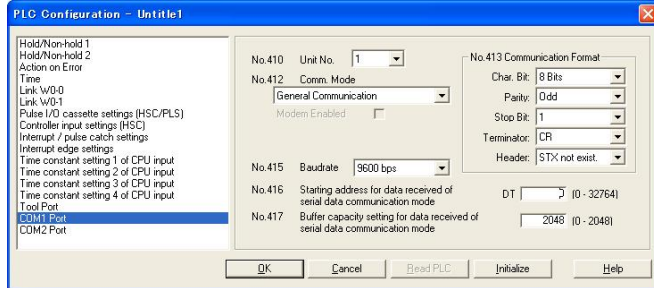 PLC Configuration - Untitle1
Hold/Non-hold 1
Hold/Non-hold 2
Action on Error
Time
Link W0-0
Link W0-1
Pulse I/O cassette settings (HSC/PLS)
Controller input settings (HSC)
Interrupt / pulse catch settings
Interrupt edge settings
Time constant setting 1 of CPU input
Time constant setting 2 of CPU input
Time constant setting 3 of CPU input
Time constant setting 4 of CPU input
Tool Port
COM1 Port
COM2 Port
No.410 Unit No. 1
No.412 Comm. Mode
General Communication
Modem Enabled
No.413 Communication Format
Char. Bit: 8 Bits
Parity: Odd
Stop Bit: 1
Terminator: CR
Header: STX not exist.
No.415 Baudrate 9600 bps
No.416 Starting address for data received of
serial data communication mode
DT (0 - 32764)
No.417 Buffer capacity setting for data received of
serial data communication mode
2048 (0 - 2048)
OK Cancel Read PLC Initialize Help